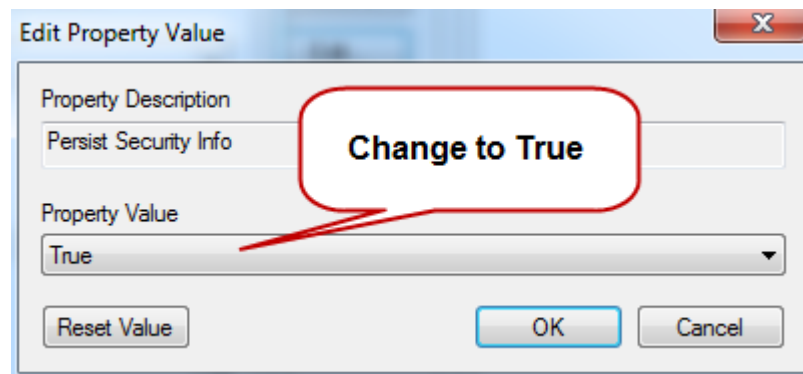 Edit Property Value
Property Description
Persist Security Info
Change to True
Property Value
True
Reset Value
OK
Cancel